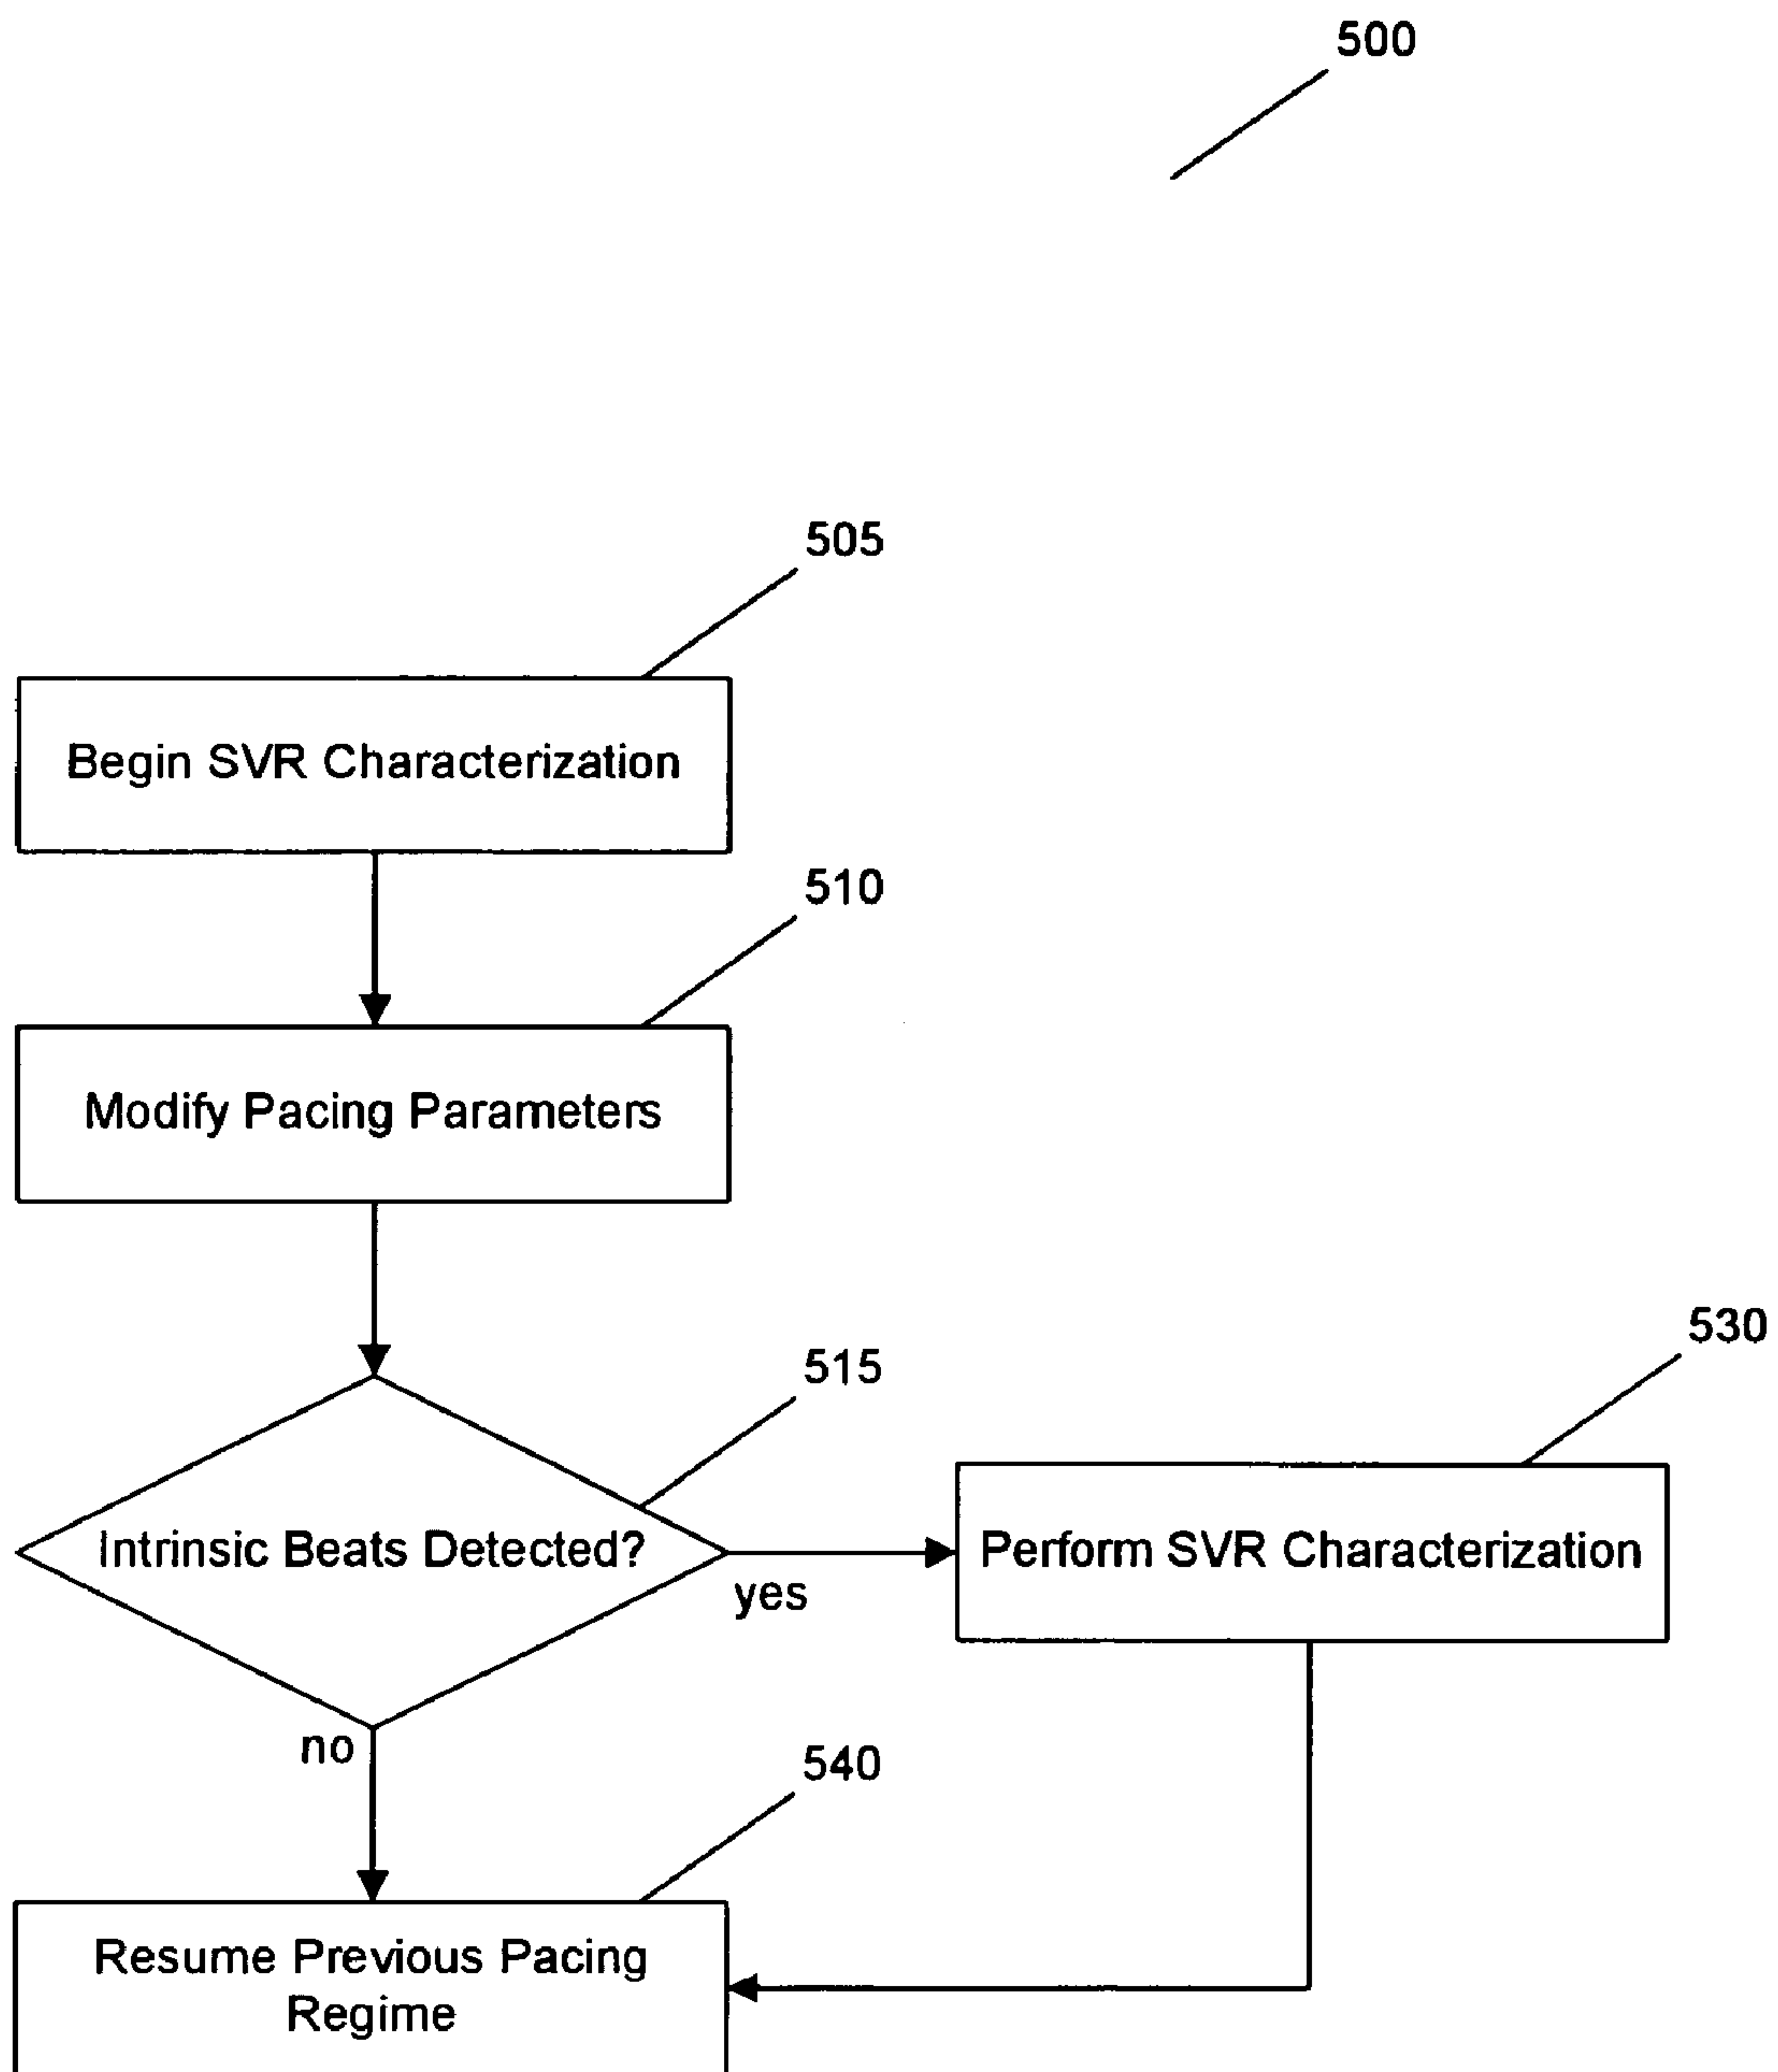 500
505
Begin SVR Characterization
510
Modify Pacing Parameters
515
530
Intrinsic Beats Detected?
yes
Perform SVR Characterization
no
540
Resume Previous Pacing
Regime